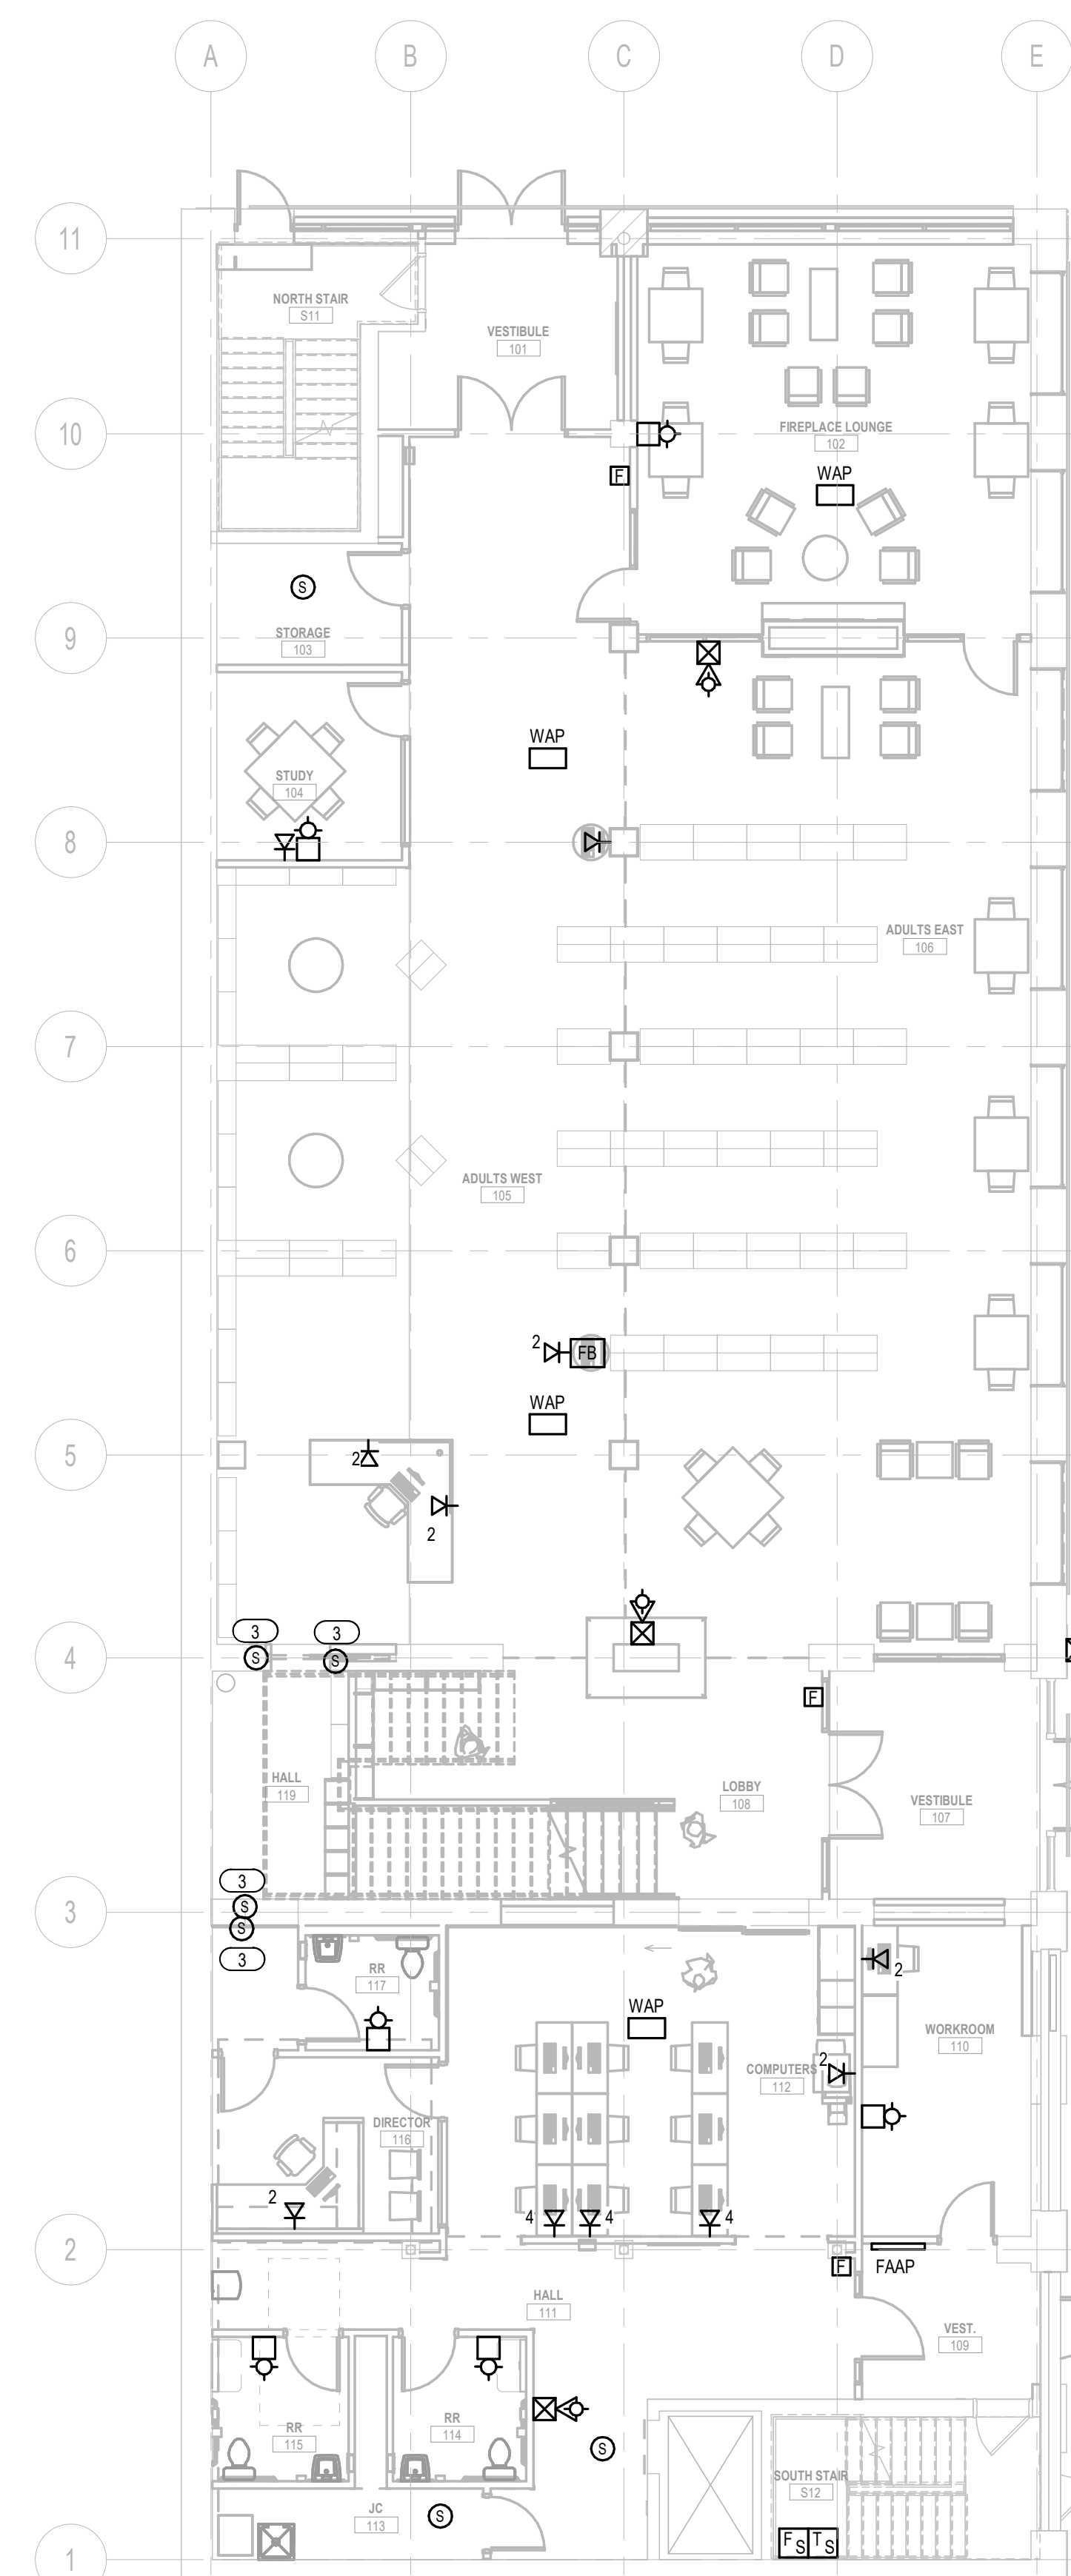 A B C D E
11
NORTH STAIR
S11
VESTIBULE
101
10
FIREPLACE LOUNGE
102
F
WAP
S
9
STORAGE
103
WAP
STUDY
104
8
ADULTS EAST
106
7
ADULTS WEST
105
6
2 FB
WAP
5
2
2
3 3
4
S S
F
HALL
119
LOBBY
108
VESTIBULE
107
3
3
S
S
3
RR
117
2
WAP
WORKROOM
110
2
COMPUTERS
112
DIRECTOR
116
2
4 4 4
2
F FAAP
HALL
111
VEST.
109
RR
115
RR
114
S
SOUTH STAIR
S12
JC
113
S
FS TS
1